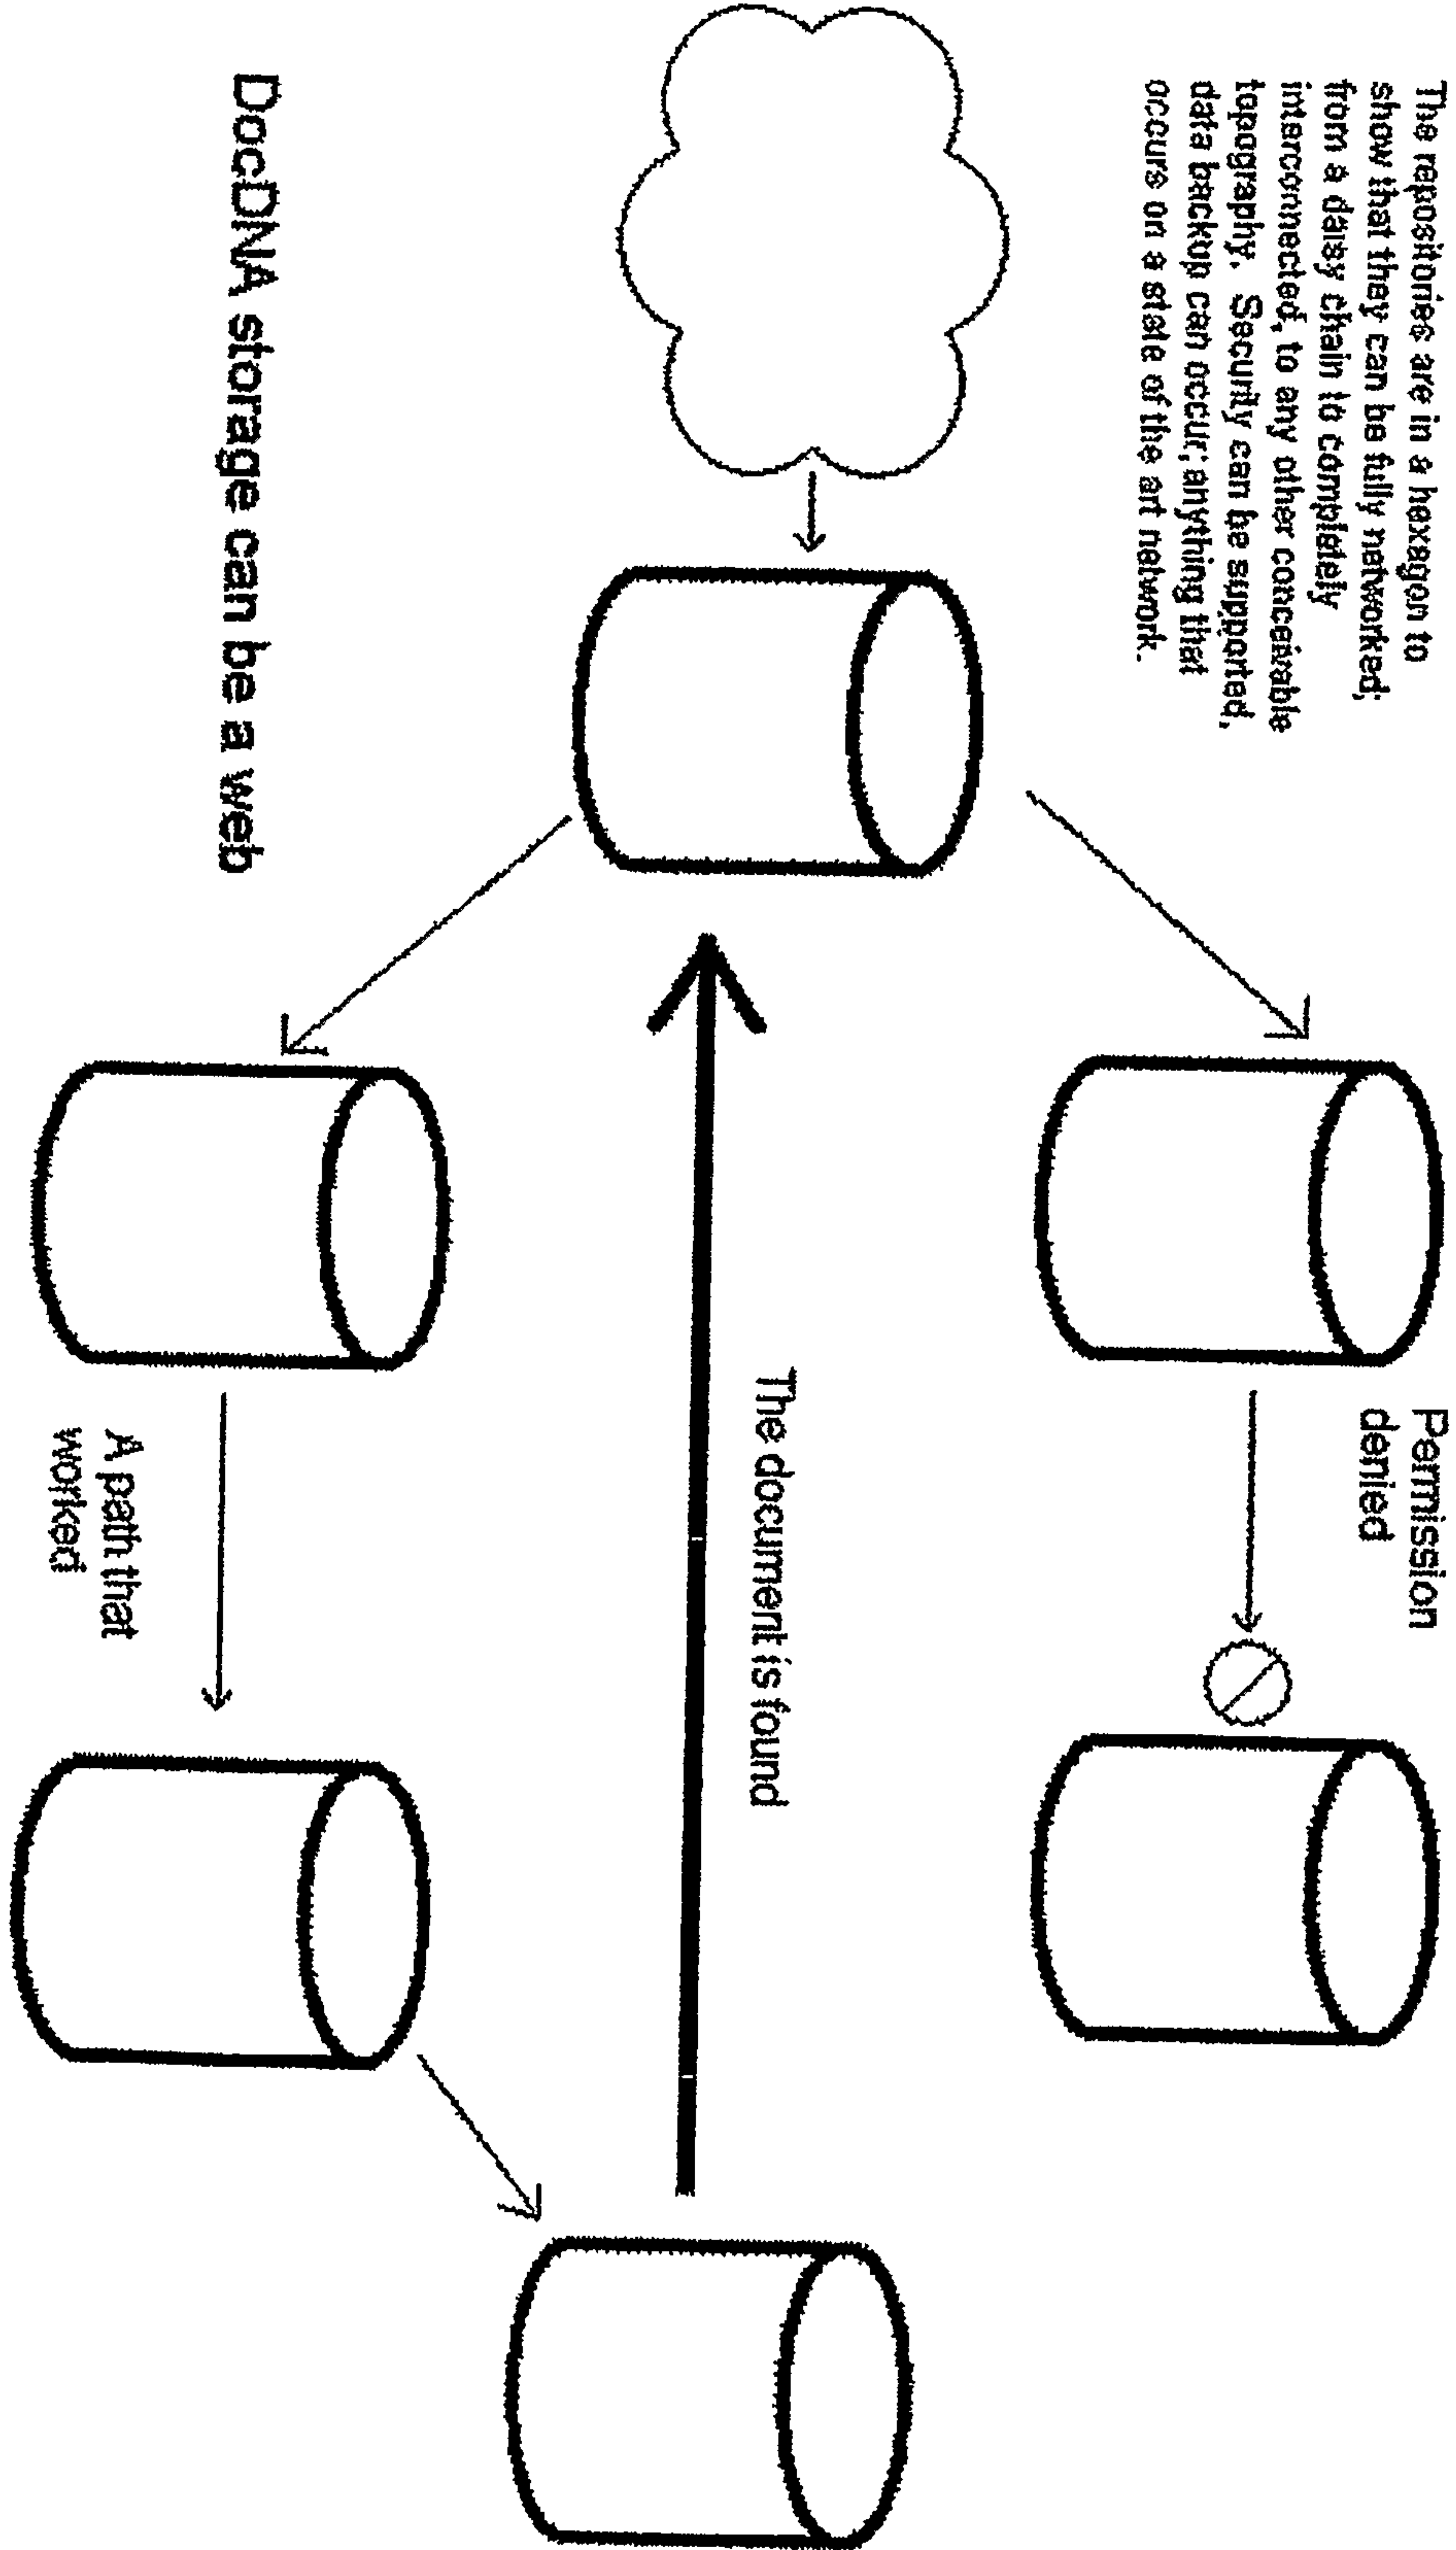 The repositories are in a hexagon to
show that they can be fully networked;
from a daisy chain to completely
interconnected, to any other conceivable
topography. Security can be supported,
data backup can occur; anything that
occurs on a state of the art network.
Permission
denied
The document is found
A path that
worked
DocDNA storage can be a web